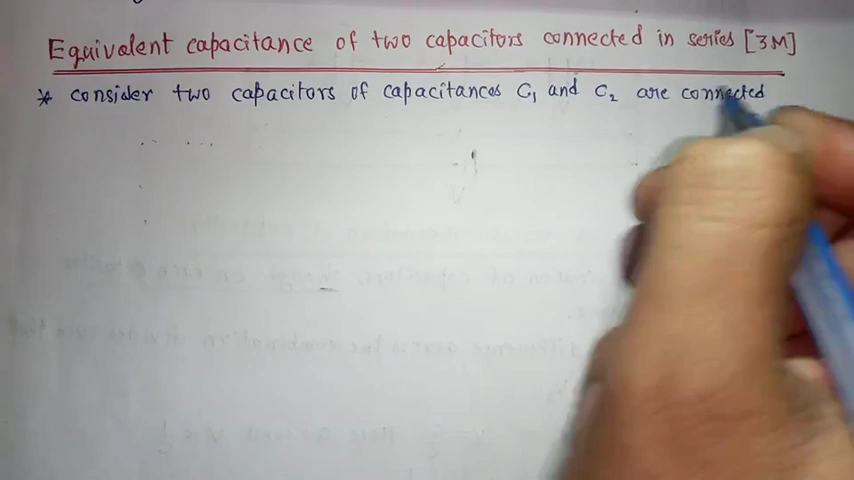 Equivalent capacitance of two capacitors connected in series [3M]
* consider two capacitors of capacitances C₁ and C₂ are connected